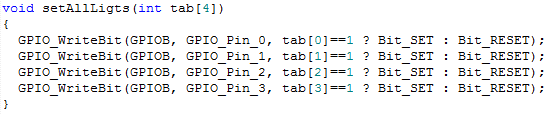 void setAllLigts(int tab[4])
{
  GPIO_WriteBit(GPIOB, GPIO_Pin_0, tab[0]==1 ? Bit_SET : Bit_RESET);
  GPIO_WriteBit(GPIOB, GPIO_Pin_1, tab[1]==1 ? Bit_SET : Bit_RESET);
  GPIO_WriteBit(GPIOB, GPIO_Pin_2, tab[2]==1 ? Bit_SET : Bit_RESET);
  GPIO_WriteBit(GPIOB, GPIO_Pin_3, tab[3]==1 ? Bit_SET : Bit_RESET);
}